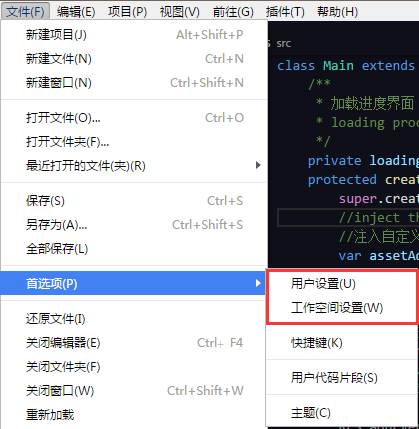 文件(F) 编辑(E) 项目(P) 视图(V) 前往(G) 插件(T) 帮助(H)
新建项目(J) Alt+Shift+P
新建文件(N) Ctrl+N
新建窗口(N) Ctrl+Shift+N
打开文件(O)... Ctrl+O
打开文件夹(F)...
最近打开的文件(夹)(R)
保存(S) Ctrl+S
另存为(A)... Ctrl+Shift+S
全部保存(L)
首选项(P)
还原文件(I)
关闭编辑器(E) Ctrl+ F4
关闭文件夹(F)
关闭窗口(W) Ctrl+Shift+W
重新加载
src
class Main extends
/**
* 加载进度界面
* loading proc
*/
private loading
protected creat
super.creat
//inject th
//注入自定义
var assetAd
用户设置(U)
工作空间设置(W)
快捷键(K)
用户代码片段(S)
主题(C)